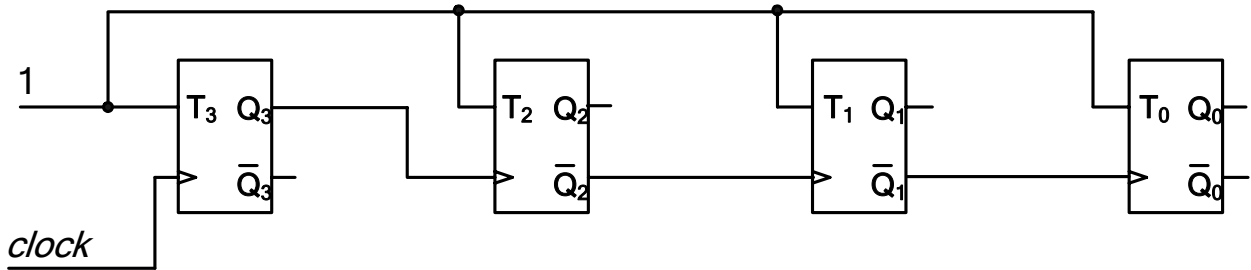 1
T₃ Q₃ T₂ Q₂ T₁ Q₁ T₀ Q₀
Q̅₃ Q̅₂ Q̅₁ Q̅₀
clock